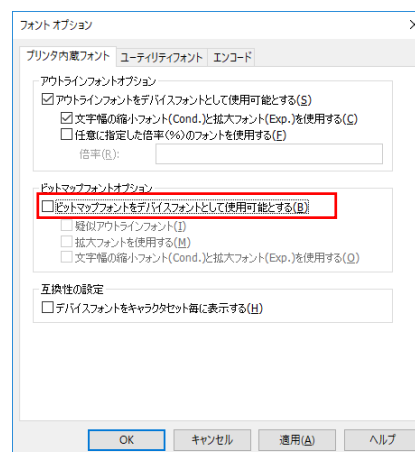 フォント オプション
プリンタ内蔵フォント ユーティリティフォント エンコード
アウトラインフォントオプション
アウトラインフォントをデバイスフォントとして使用可能とする(S)
文字幅の縮小フォント(Cond.)と拡大フォント(Exp.)を使用する(C)
任意に指定した倍率(%)のフォントを使用する(F)
倍率(R):
ビットマップフォントオプション
ビットマップフォントをデバイスフォントとして使用可能とする(B)
疑似アウトラインフォント(I)
拡大フォントを使用する(M)
文字幅の縮小フォント(Cond.)と拡大フォント(Exp.)を使用する(O)
互換性の設定
デバイスフォントをキャラクタセット毎に表示する(H)
OK キャンセル 適用(A) ヘルプ